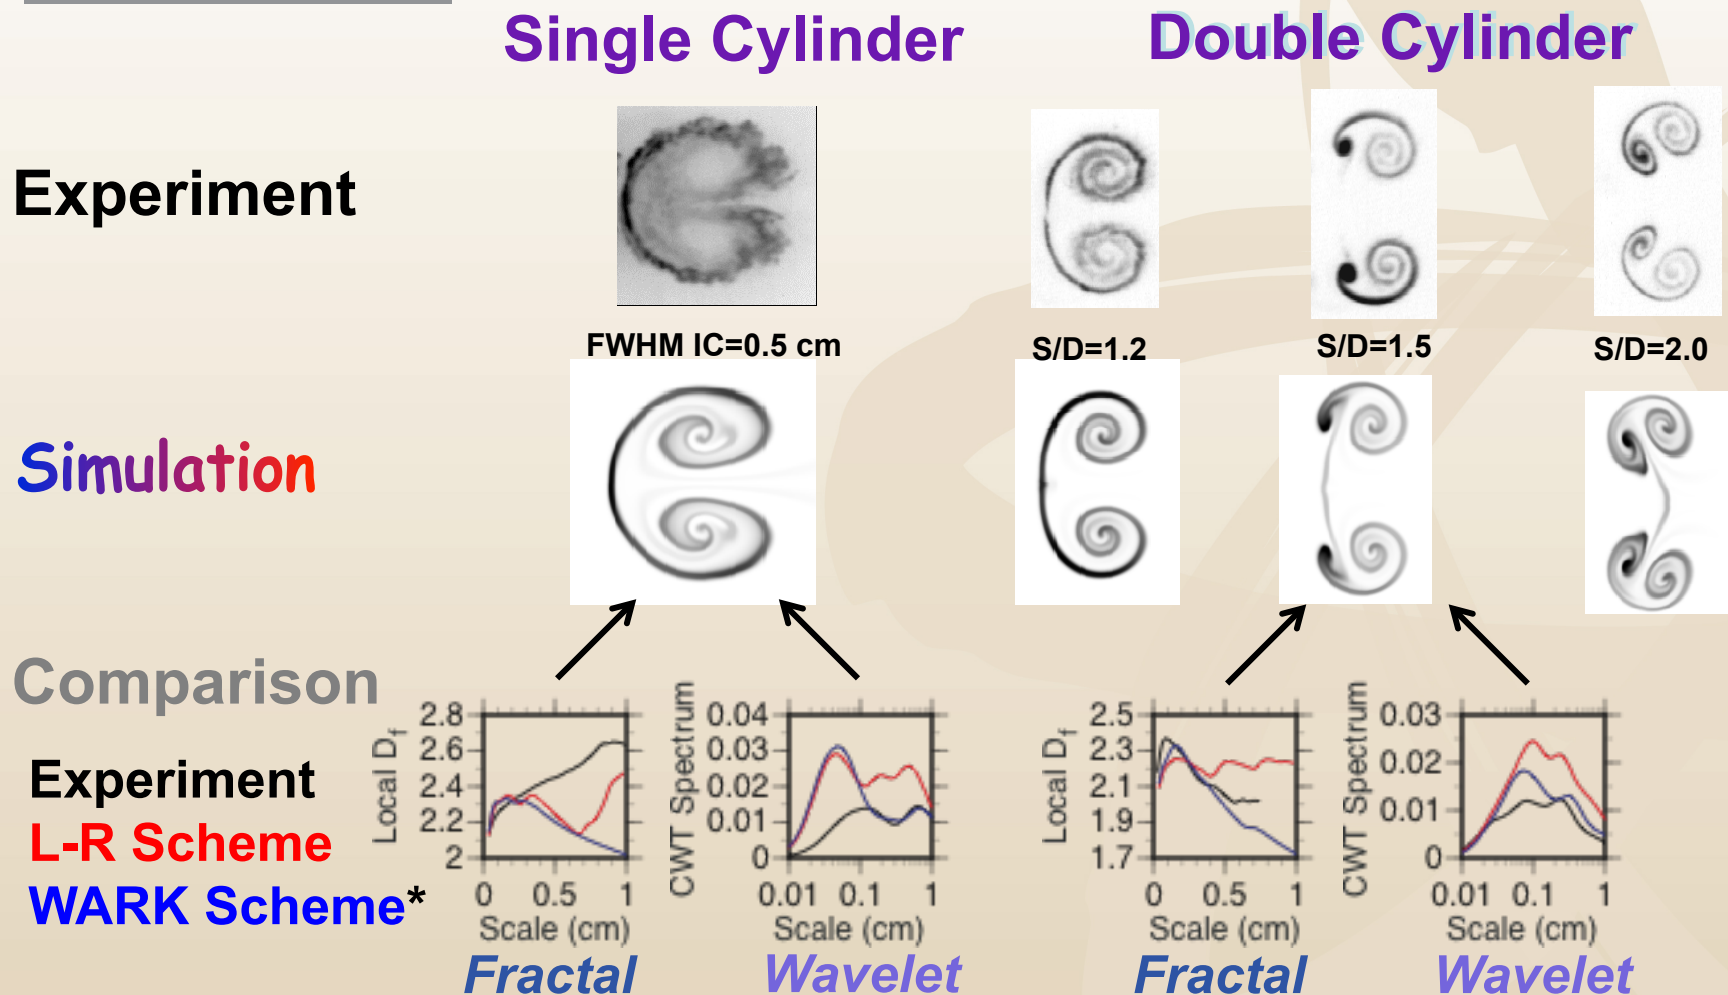 Single Cylinder
Double Cylinder
Experiment
FWHM IC=0.5 cm
S/D=1.2
S/D=1.5
S/D=2.0
Simulation
Comparison
Experiment
L-R Scheme
WARK Scheme*
Local Df
2.8
2.6
2.4
2.2
2
0 0.5 1
Scale (cm)
Fractal
CWT Spectrum
0.04
0.03
0.02
0.01
0
0.01 0.1 1
Scale (cm)
Wavelet
Local Df
2.5
2.3
2.1
1.9
1.7
0 0.5 1
Scale (cm)
Fractal
CWT Spectrum
0.03
0.02
0.01
0
0.01 0.1 1
Scale (cm)
Wavelet